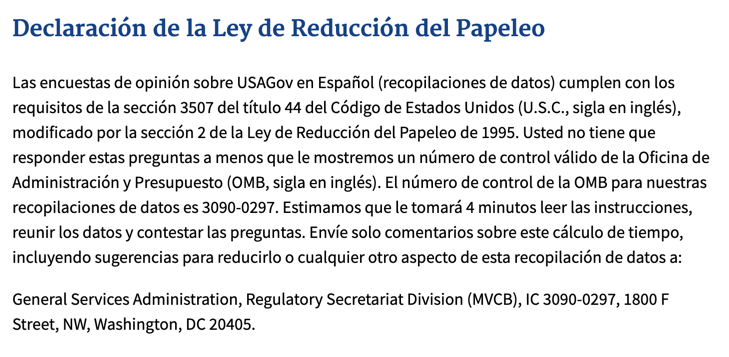 Declaración de la Ley de Reducción del Papeleo
Las encuestas de opinión sobre USAGov en Español (recopilaciones de datos) cumplen con los
requisitos de la sección 3507 del título 44 del Código de Estados Unidos (U.S.C., sigla en inglés),
modificado por la sección 2 de la Ley de Reducción del Papeleo de 1995. Usted no tiene que
responder estas preguntas a menos que le mostremos un número de control válido de la Oficina de
Administración y Presupuesto (OMB, sigla en inglés). El número de control de la OMB para nuestras
recopilaciones de datos es 3090-0297. Estimamos que le tomará 4 minutos leer las instrucciones,
reunir los datos y contestar las preguntas. Envíe solo comentarios sobre este cálculo de tiempo,
incluyendo sugerencias para reducirlo o cualquier otro aspecto de esta recopilación de datos a:
General Services Administration, Regulatory Secretariat Division (MVCB), IC 3090-0297, 1800 F
Street, NW, Washington, DC 20405.